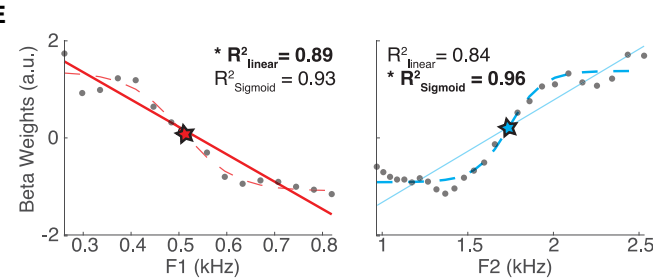 E
Beta Weights (a.u.)
2
0
-2
* R²linear = 0.89
R²Sigmoid = 0.93
0.3 0.4 0.5 0.6 0.7 0.8
F1 (kHz)
R²linear = 0.84
* R²Sigmoid = 0.96
1 1.5 2 2.5
F2 (kHz)